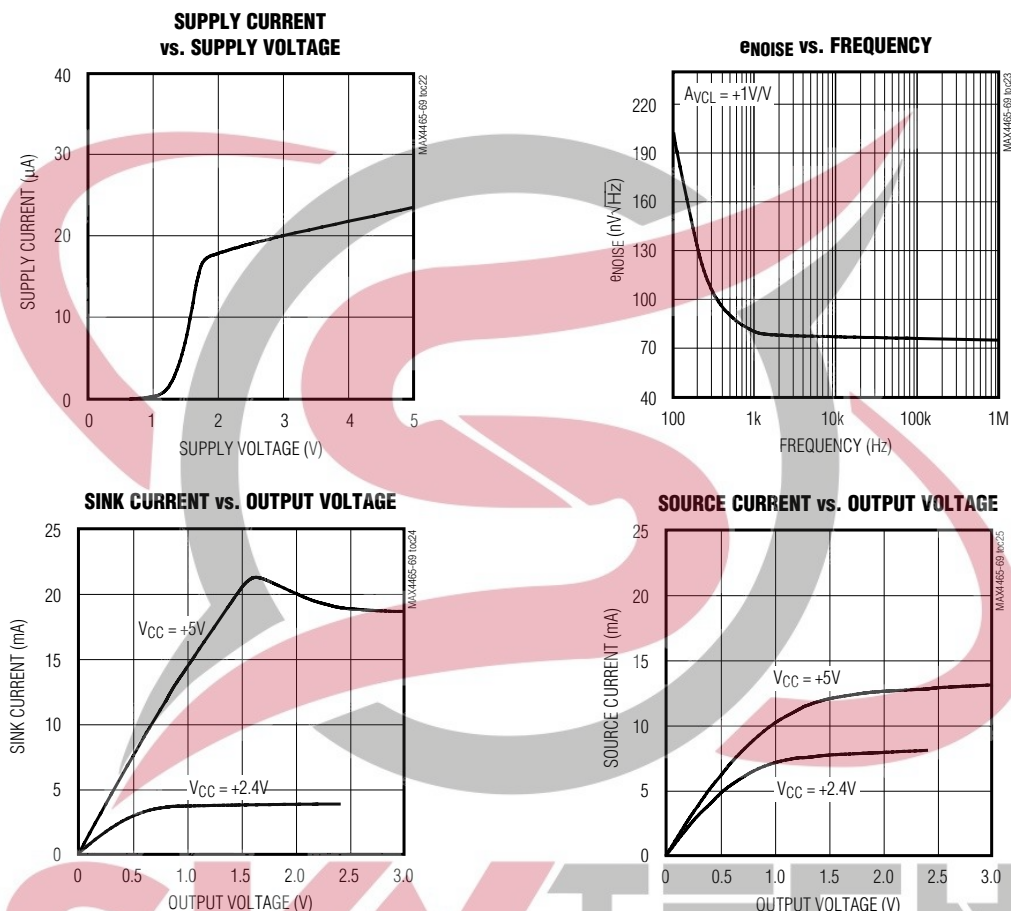 SUPPLY CURRENT
vs. SUPPLY VOLTAGE
40
30
20
10
0
SUPPLY CURRENT (µA)
MAX4465-69 toc22
0 1 2 3 4 5
SUPPLY VOLTAGE (V)
eNOISE vs. FREQUENCY
AVCL = +1V/V
220
190
160
130
100
70
40
eNOISE (nV√Hz)
MAX4465-69 toc23
100 1k 10k 100k 1M
FREQUENCY (Hz)
SINK CURRENT vs. OUTPUT VOLTAGE
25
20
15
10
5
0
SINK CURRENT (mA)
MAX4465-69 toc24
VCC = +5V
VCC = +2.4V
0 0.5 1.0 1.5 2.0 2.5 3.0
OUTPUT VOLTAGE (V)
SOURCE CURRENT vs. OUTPUT VOLTAGE
25
20
15
10
5
0
SOURCE CURRENT (mA)
MAX4465-69 toc25
VCC = +5V
VCC = +2.4V
0 0.5 1.0 1.5 2.0 2.5 3.0
OUTPUT VOLTAGE (V)